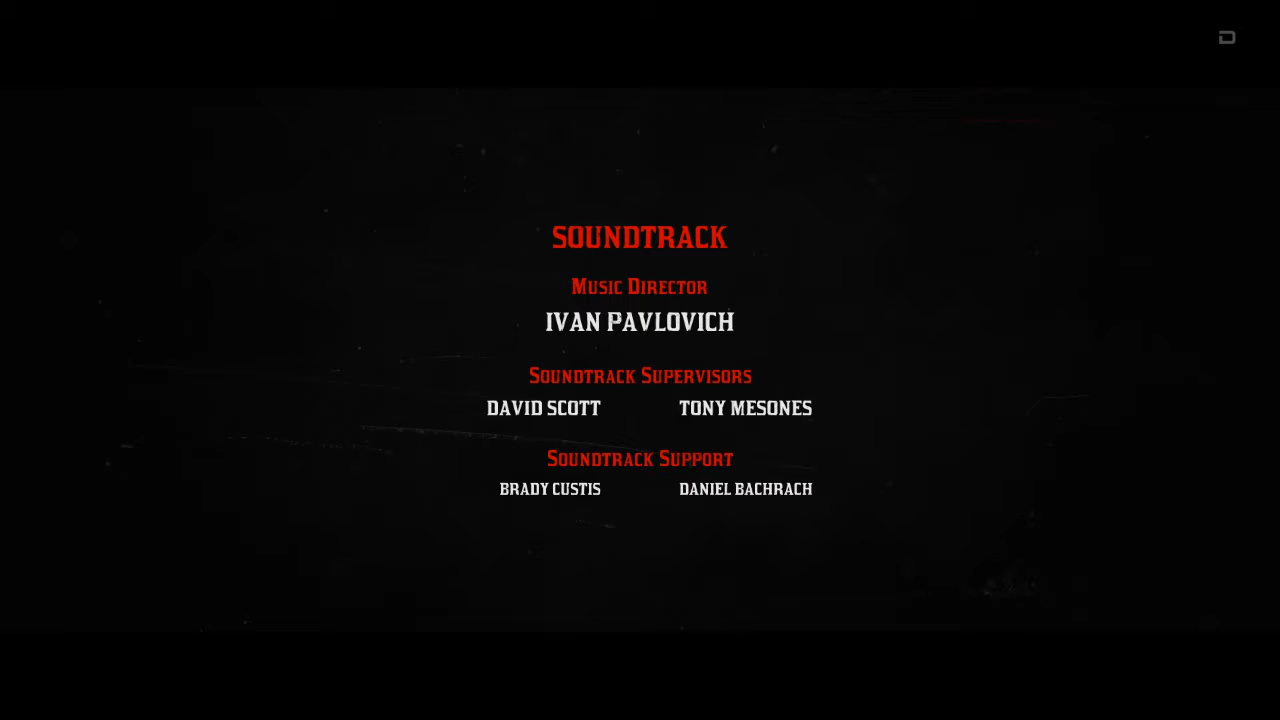 SOUNDTRACK
Music Director
IVAN PAVLOVICH
Soundtrack Supervisors
DAVID SCOTT TONY MESONES
Soundtrack Support
BRADY CUSTIS DANIEL BACHRACH